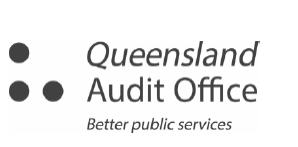 Queensland
Audit Office
Better public services